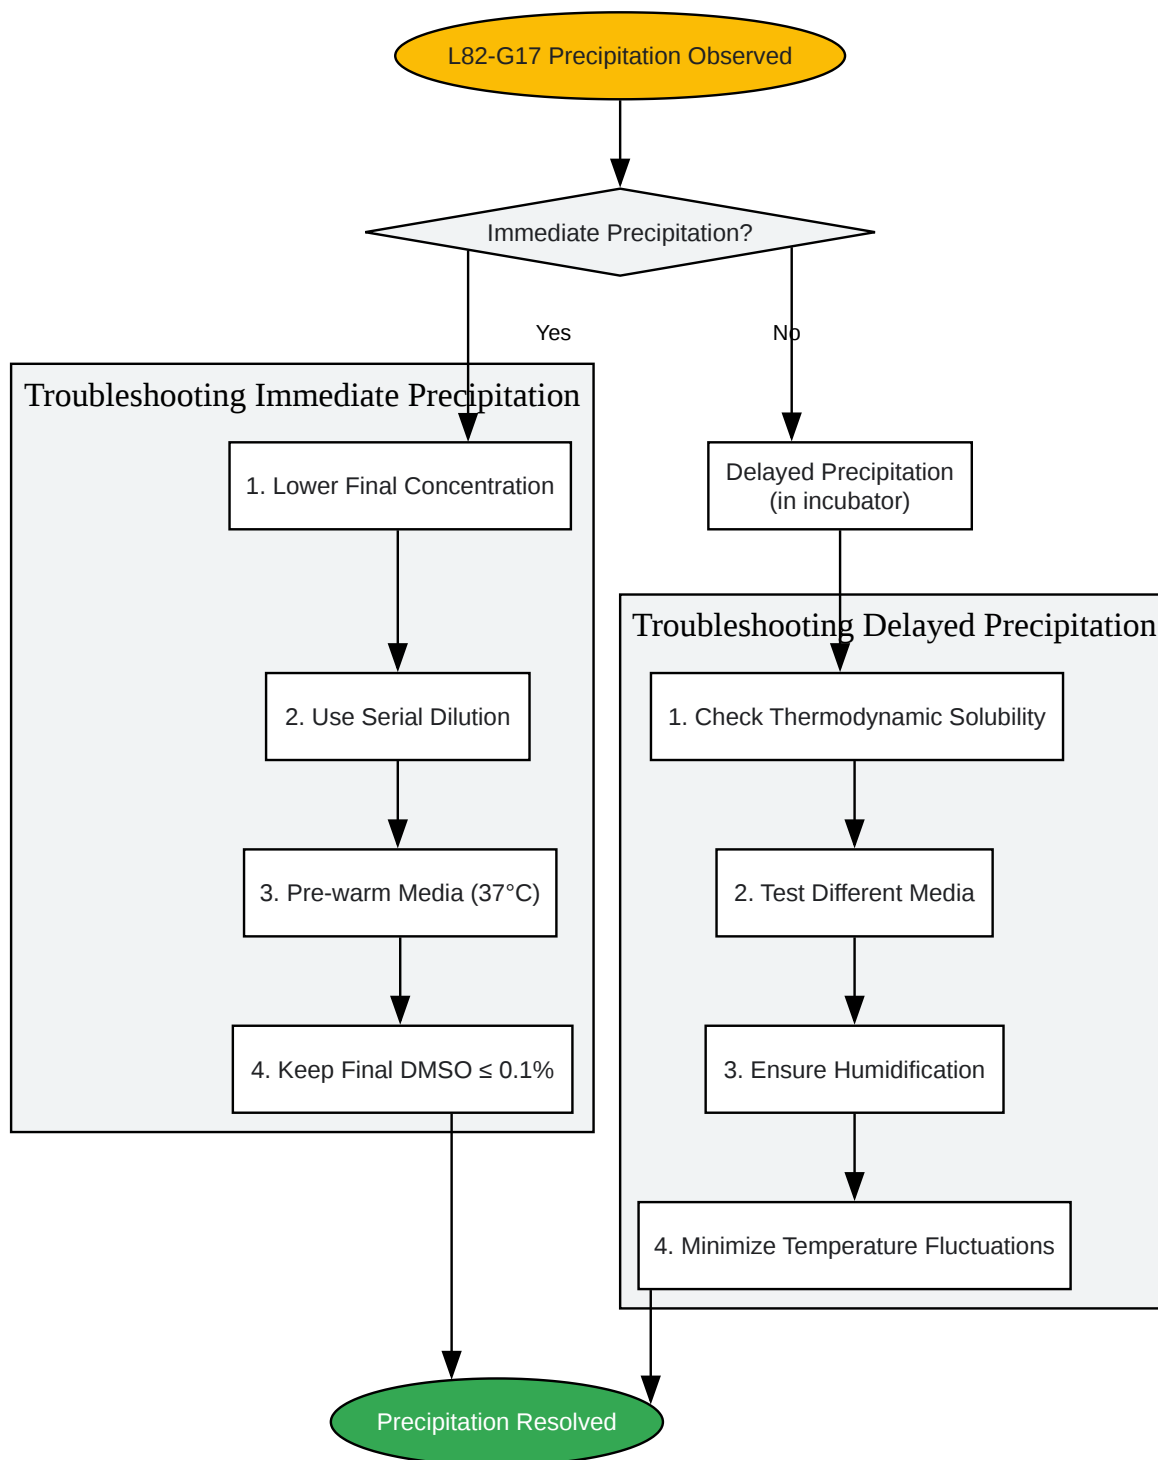 L82-G17 Precipitation Observed
Immediate Precipitation?
Yes
No
Troubleshooting Immediate Precipitation
1. Lower Final Concentration
2. Use Serial Dilution
3. Pre-warm Media (37°C)
4. Keep Final DMSO ≤ 0.1%
Delayed Precipitation
(in incubator)
Troubleshooting Delayed Precipitation
1. Check Thermodynamic Solubility
2. Test Different Media
3. Ensure Humidification
4. Minimize Temperature Fluctuations
Precipitation Resolved